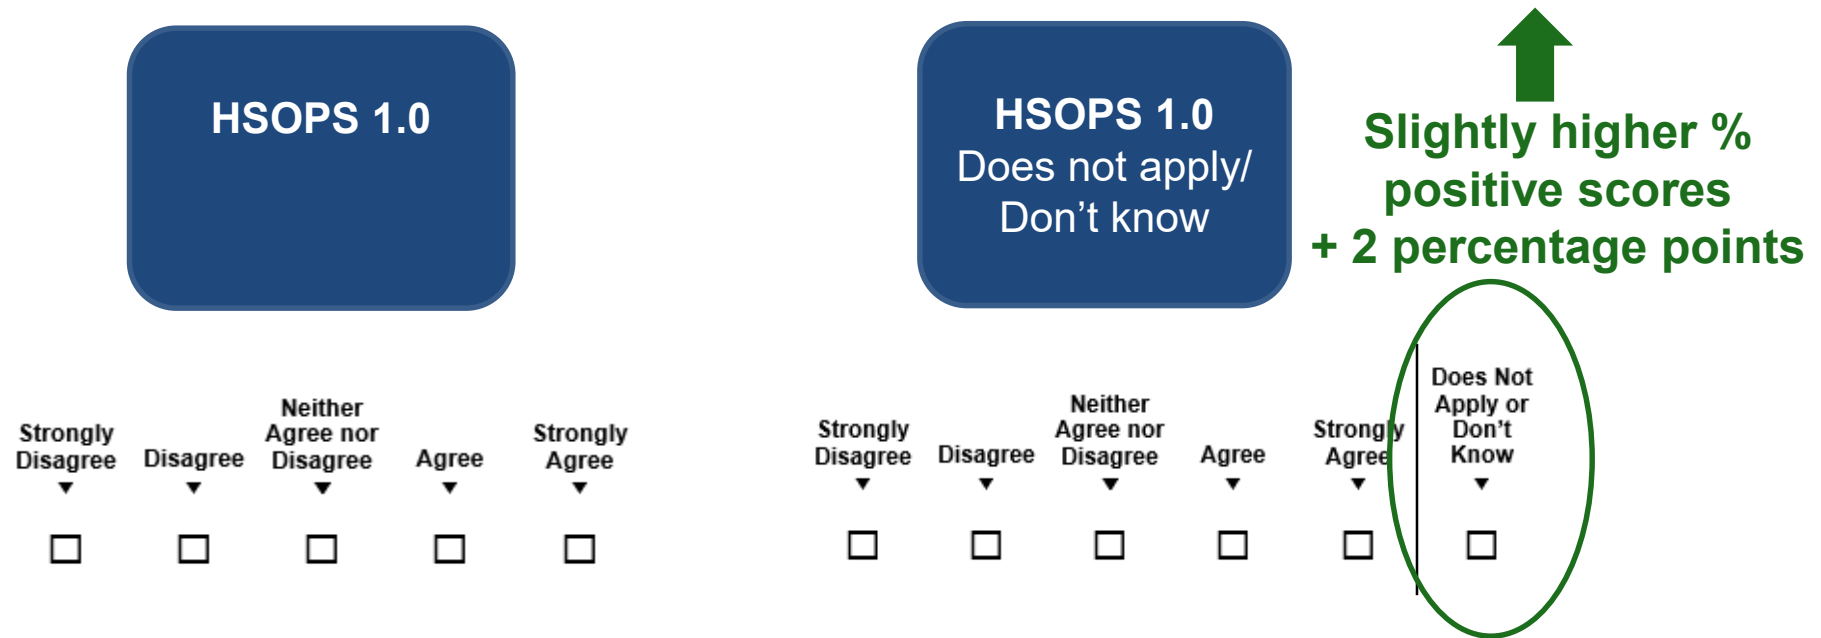 HSOPS 1.0
HSOPS 1.0
Does not apply/
Don't know
Slightly higher %
positive scores
+ 2 percentage points
Strongly
Disagree
Disagree
Neither
Agree nor
Disagree
Agree
Strongly
Agree
Strongly
Disagree
Disagree
Neither
Agree nor
Disagree
Agree
Strongly
Agree
Does Not
Apply or
Don't
Know